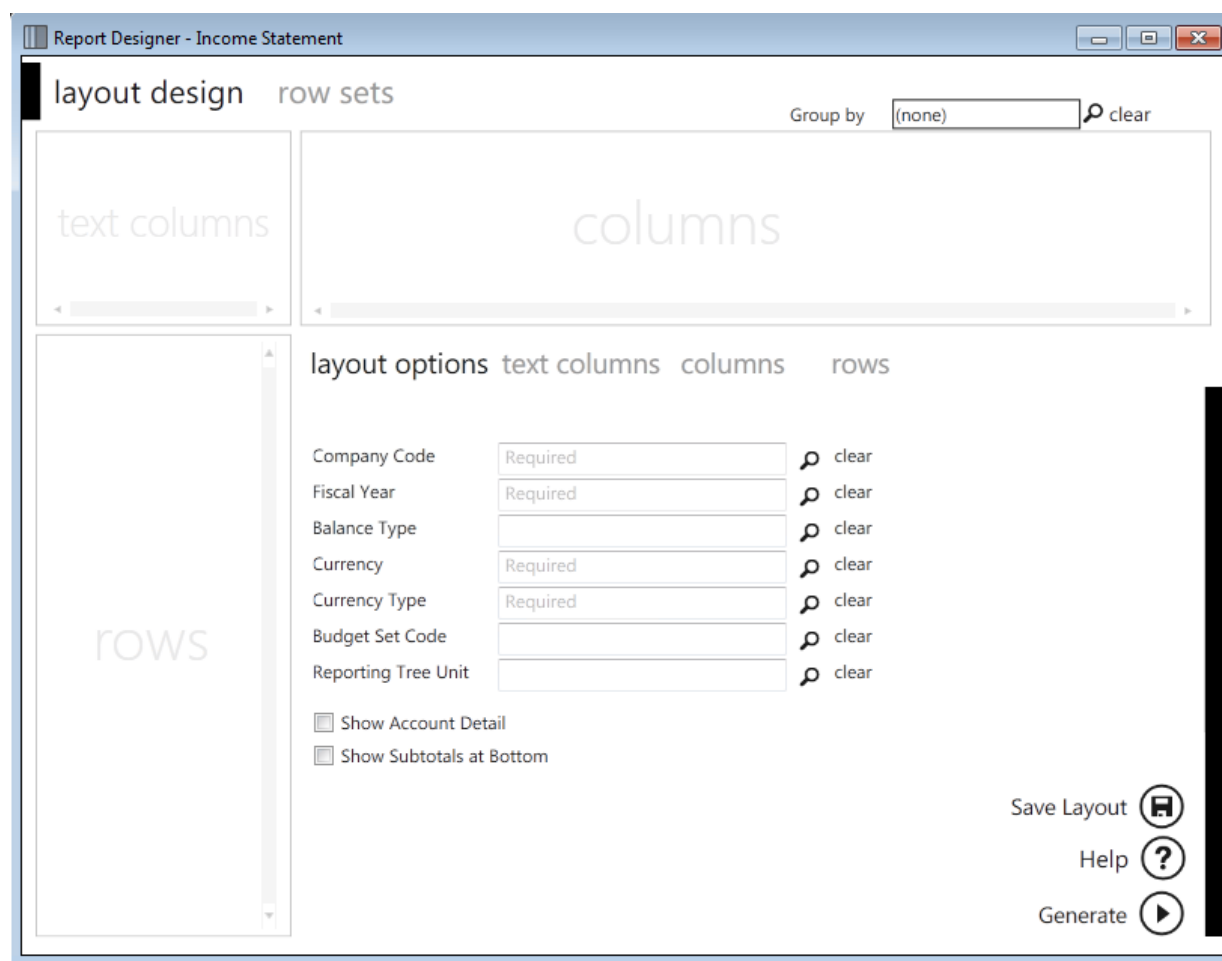 Report Designer - Income Statement
layout design row sets
Group by (none) clear
text columns columns
layout options text columns columns rows
Company Code Required clear
Fiscal Year Required clear
Balance Type clear
Currency Required clear
Currency Type Required clear
Budget Set Code clear
rows
Reporting Tree Unit clear
Show Account Detail
Show Subtotals at Bottom
Save Layout
Help ?
Generate